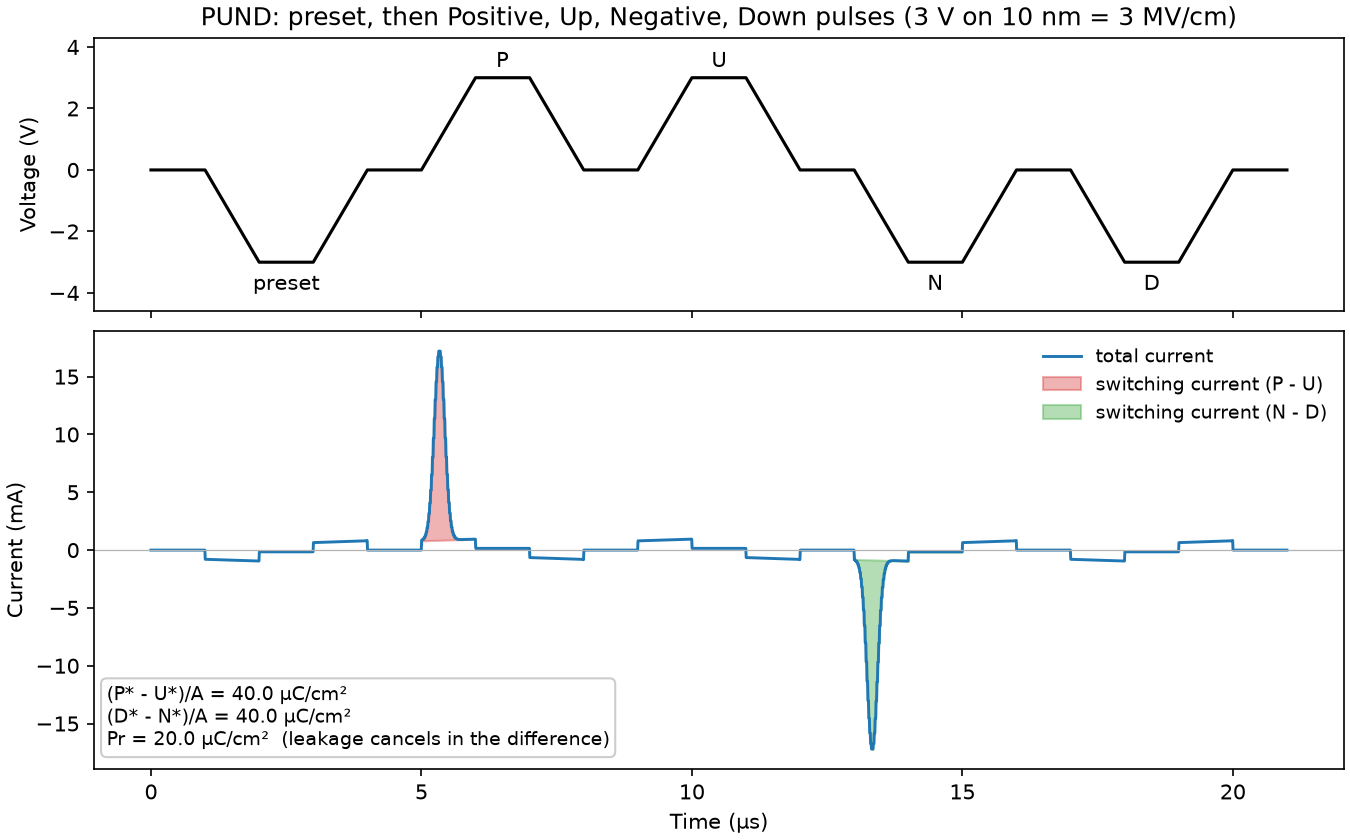 PUND: preset, then Positive, Up, Negative, Down pulses (3 V on 10 nm = 3 MV/cm)
Voltage (V)
4
2
0
−2
−4
P
U
preset
N
D
Current (mA)
15
10
5
0
−5
−10
−15
total current
switching current (P - U)
switching current (N - D)
(P* - U*)/A = 40.0 µC/cm²
(D* - N*)/A = 40.0 µC/cm²
Pr = 20.0 µC/cm²  (leakage cancels in the difference)
0
5
10
15
20
Time (µs)